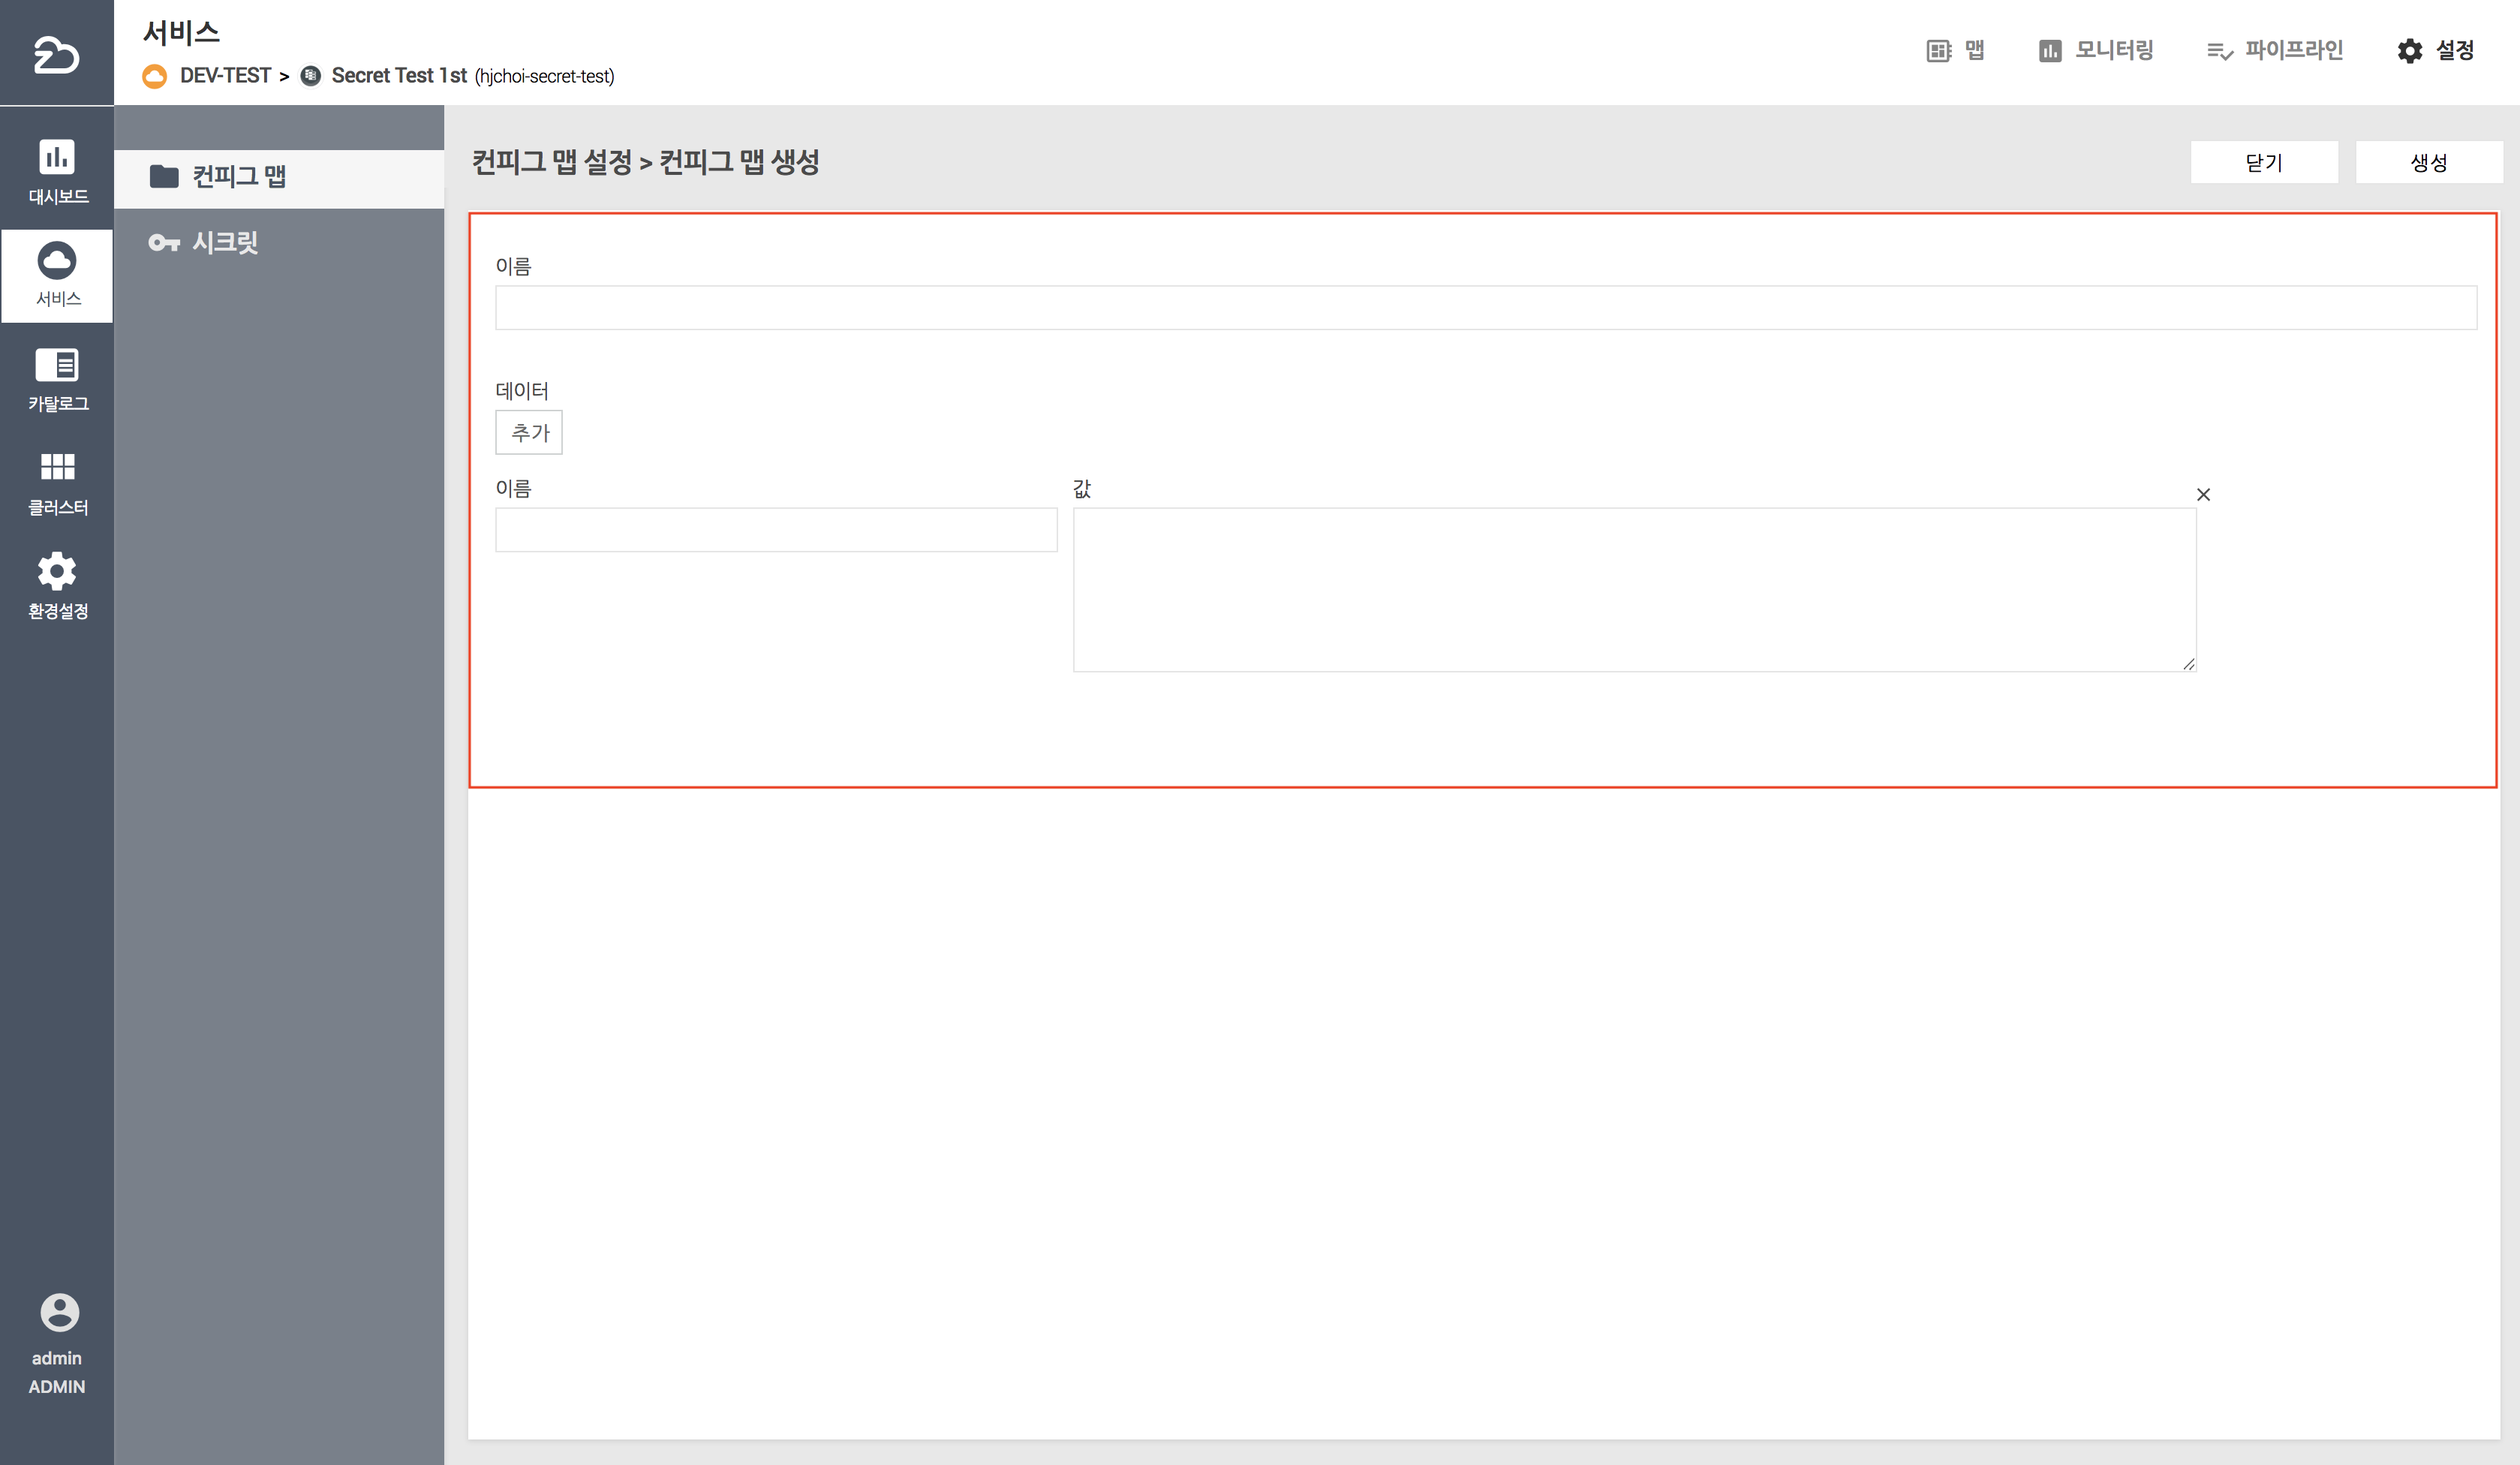 서비스
DEV-TEST > Secret Test 1st (hjchoi-secret-test)
맵
모니터링
파이프라인
설정
대시보드
서비스
카탈로그
클러스터
환경설정
admin
ADMIN
컨피그 맵
시크릿
컨피그 맵 설정 > 컨피그 맵 생성
닫기
생성
이름
데이터
추가
이름
값